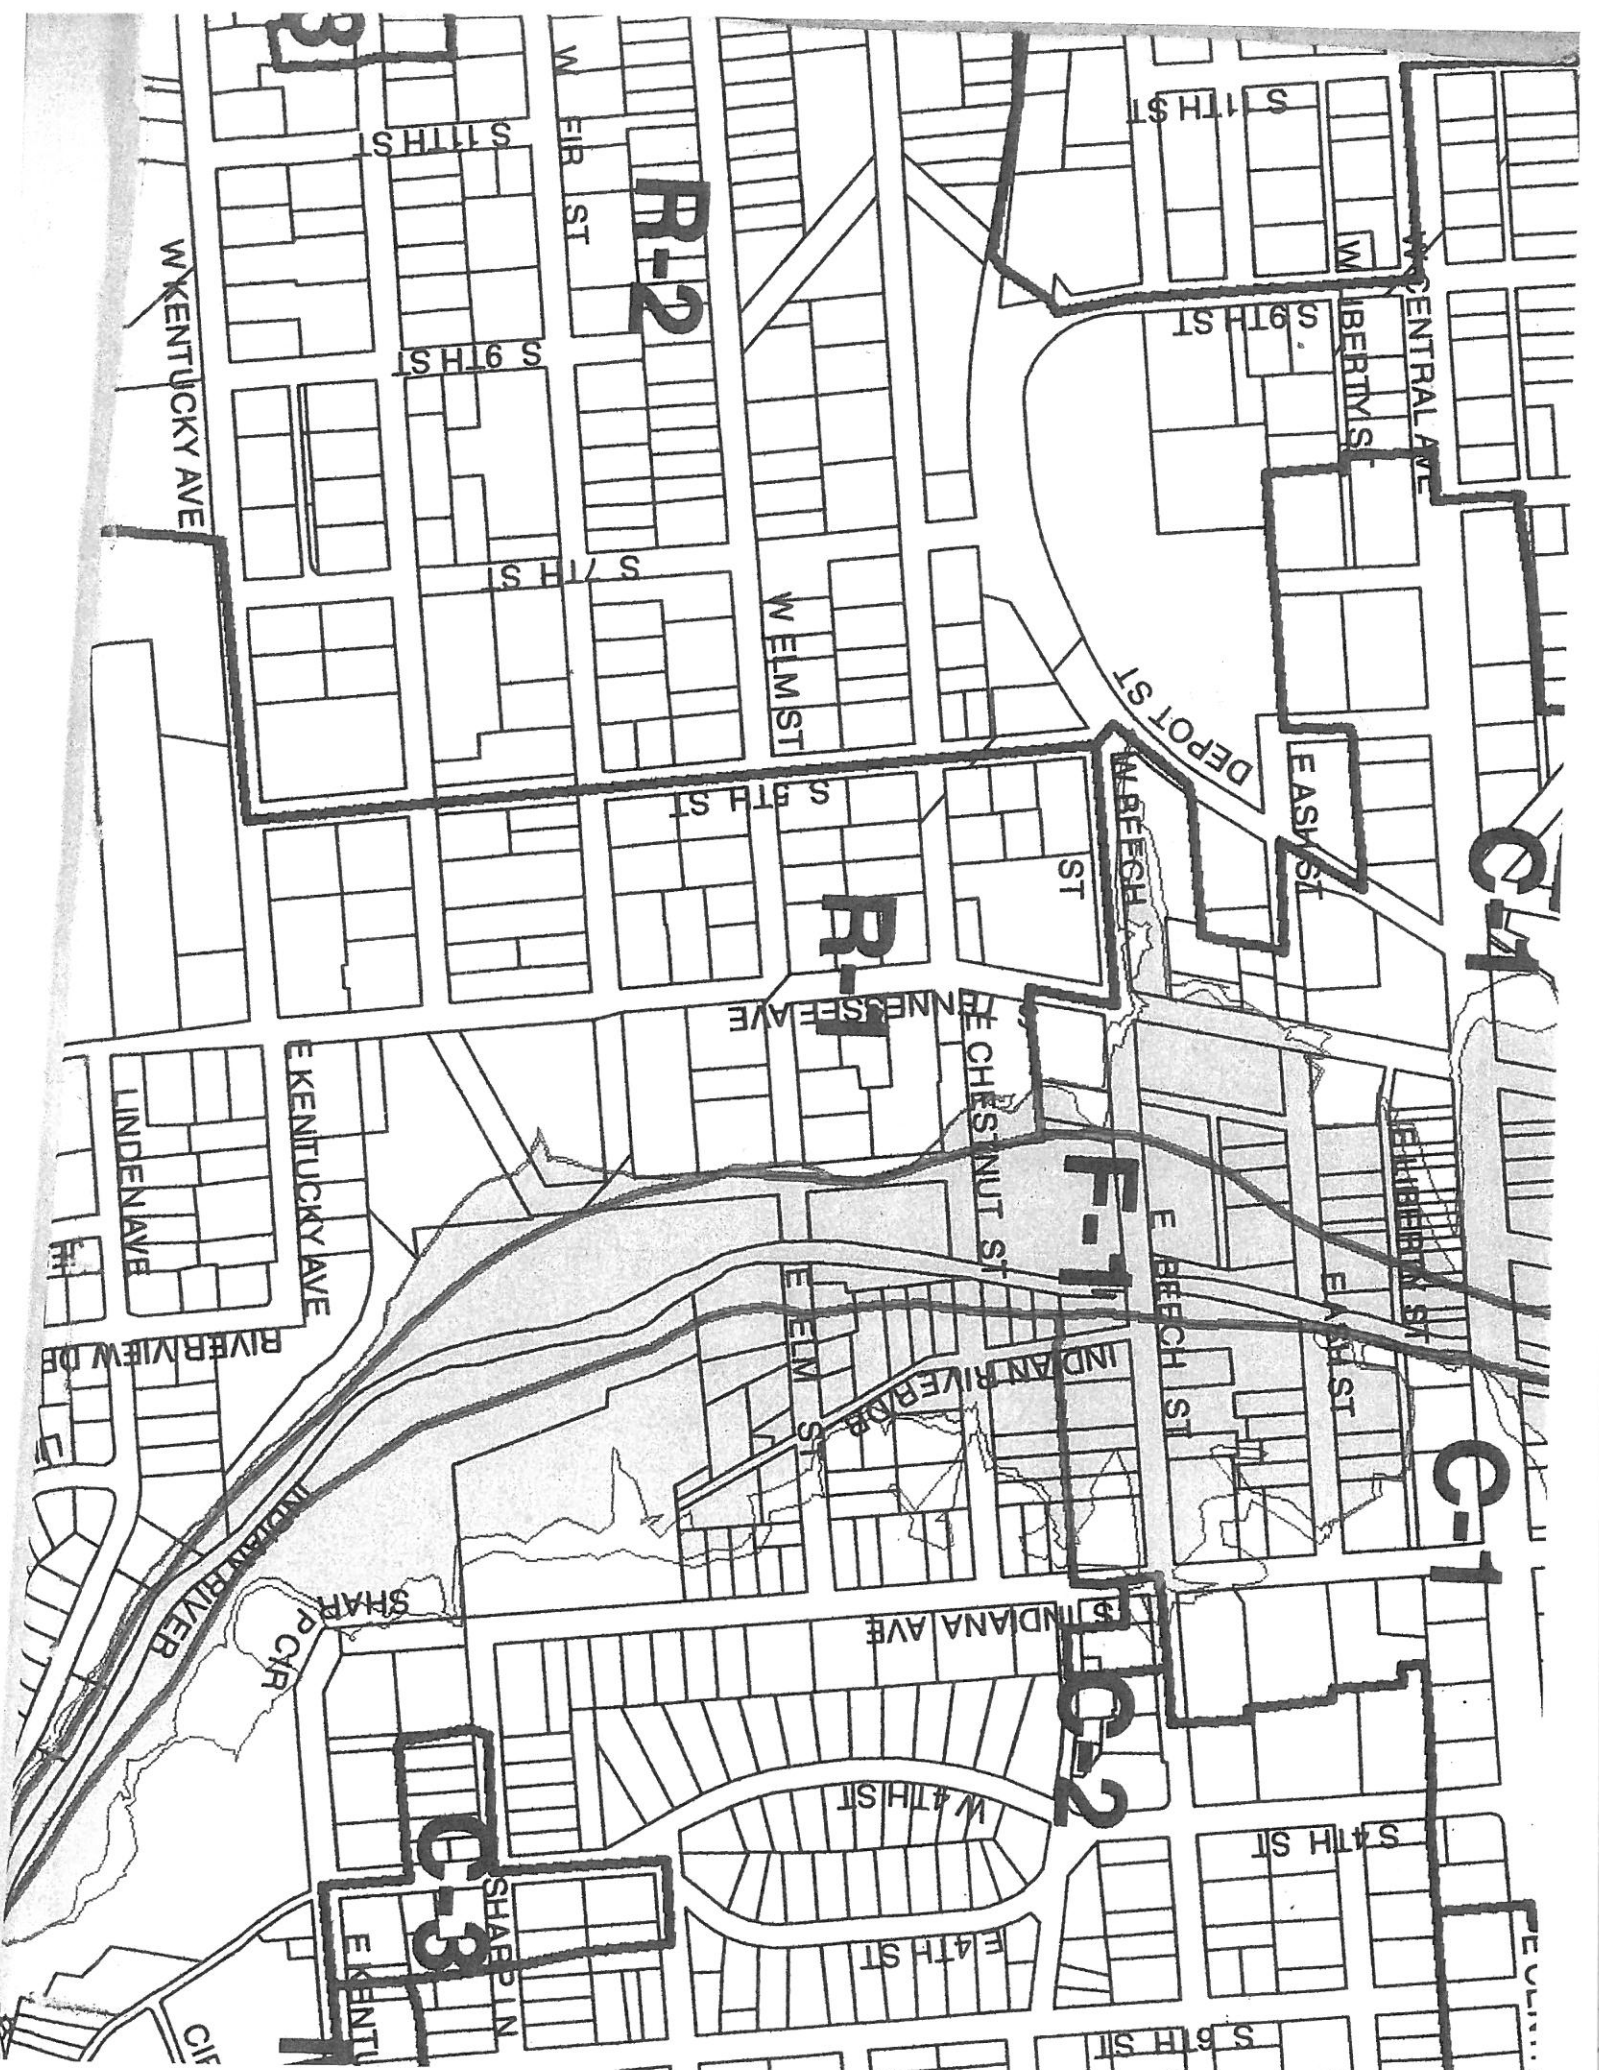 S 11TH ST
W FIR ST
R-2
S 11TH ST
W KENTUCKY AVE
S 9TH ST
S 9TH ST
W LIBERTY ST
W CENTRAL AVE
S 7TH ST
W ELM ST
DEPOT ST
S 5TH ST
W BEECH
ST
E ASH ST
C-1
R-1
S TENNESSEE AVE
E CHESTNUT ST
E KENTUCKY AVE
LINDEN AVE
F-1
E BEECH ST
E LIBERTY ST
E ELM ST
E ASH ST
RIVERVIEW DR
INDIAN RIVER DR
C-1
INDIAN RIVER
SHAR
P CIR
S INDIANA AVE
C-2
W 4TH ST
S 4TH ST
C-3
SHARP LN
E 4TH ST
E KENTU
CIR
S 6TH ST